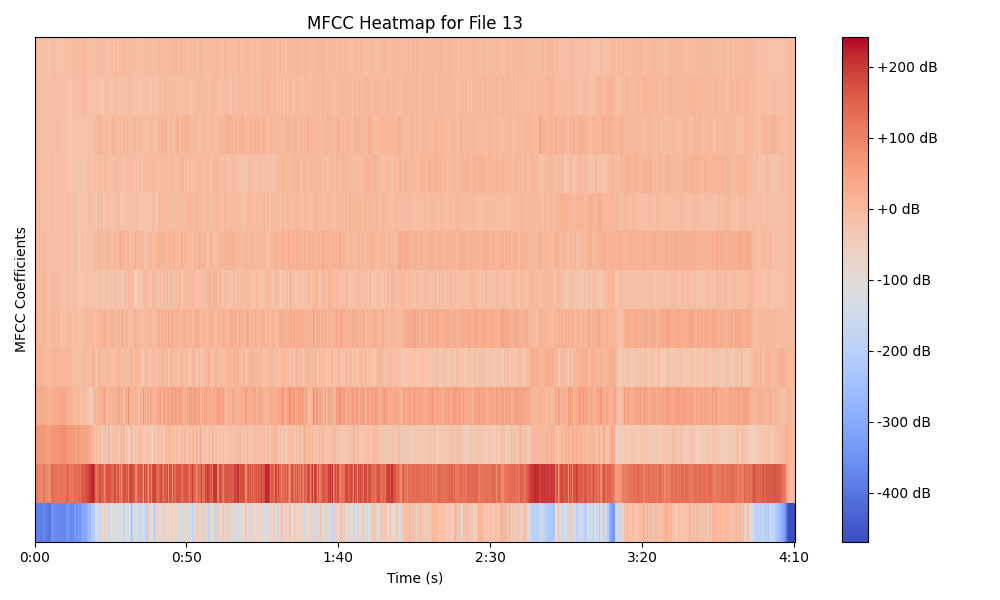 MFCC Heatmap for File 13
MFCC Coefficients
0:00 0:50 1:40 2:30 3:20 4:10
Time (s)
+200 dB
+100 dB
+0 dB
-100 dB
-200 dB
-300 dB
-400 dB